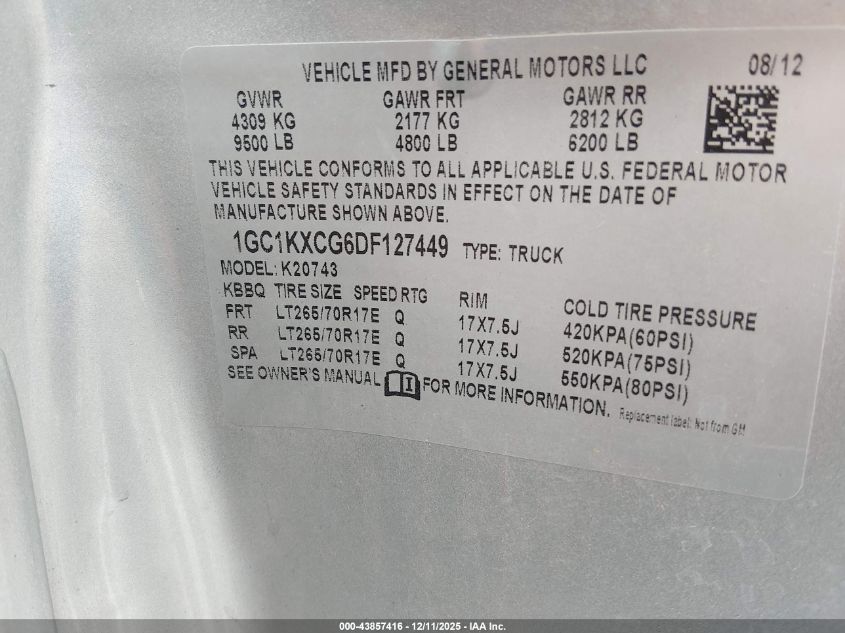 VEHICLE MFD BY GENERAL MOTORS LLC 08/12
GVWR GAWR FRT GAWR RR
4309 KG 2177 KG 2812 KG
9500 LB 4800 LB 6200 LB
THIS VEHICLE CONFORMS TO ALL APPLICABLE U.S. FEDERAL MOTOR
VEHICLE SAFETY STANDARDS IN EFFECT ON THE DATE OF
MANUFACTURE SHOWN ABOVE.
1GC1KXCG6DF127449 TYPE: TRUCK
MODEL: K20743
KBBQ TIRE SIZE SPEED RTG RIM COLD TIRE PRESSURE
FRT LT265/70R17E Q 17X7.5J 420KPA(60PSI)
RR LT265/70R17E Q 17X7.5J 520KPA(75PSI)
SPA LT265/70R17E Q 17X7.5J 550KPA(80PSI)
SEE OWNER'S MANUAL FOR MORE INFORMATION. Replacement label: Not from GM
000-43857416 - 12/11/2025 - IAA Inc.